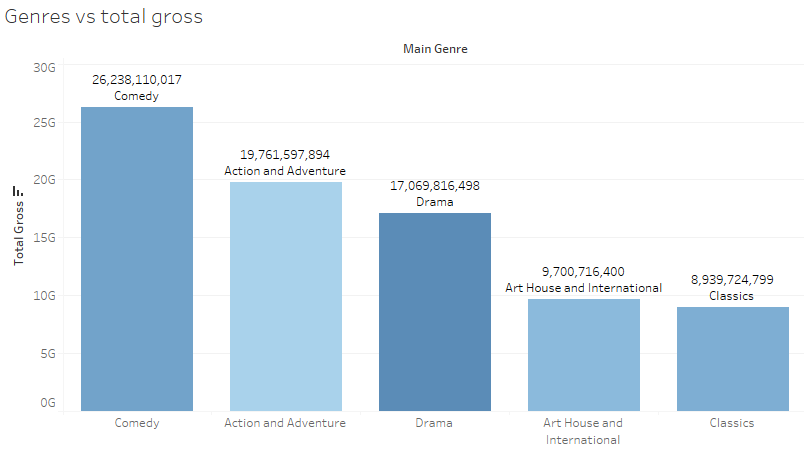 Genres vs total gross
Main Genre
30G
25G
20G
15G
10G
5G
0G
Total Gross
26,238,110,017
Comedy
19,761,597,894
Action and Adventure
17,069,816,498
Drama
9,700,716,400
Art House and International
8,939,724,799
Classics
Comedy
Action and Adventure
Drama
Art House and
International
Classics